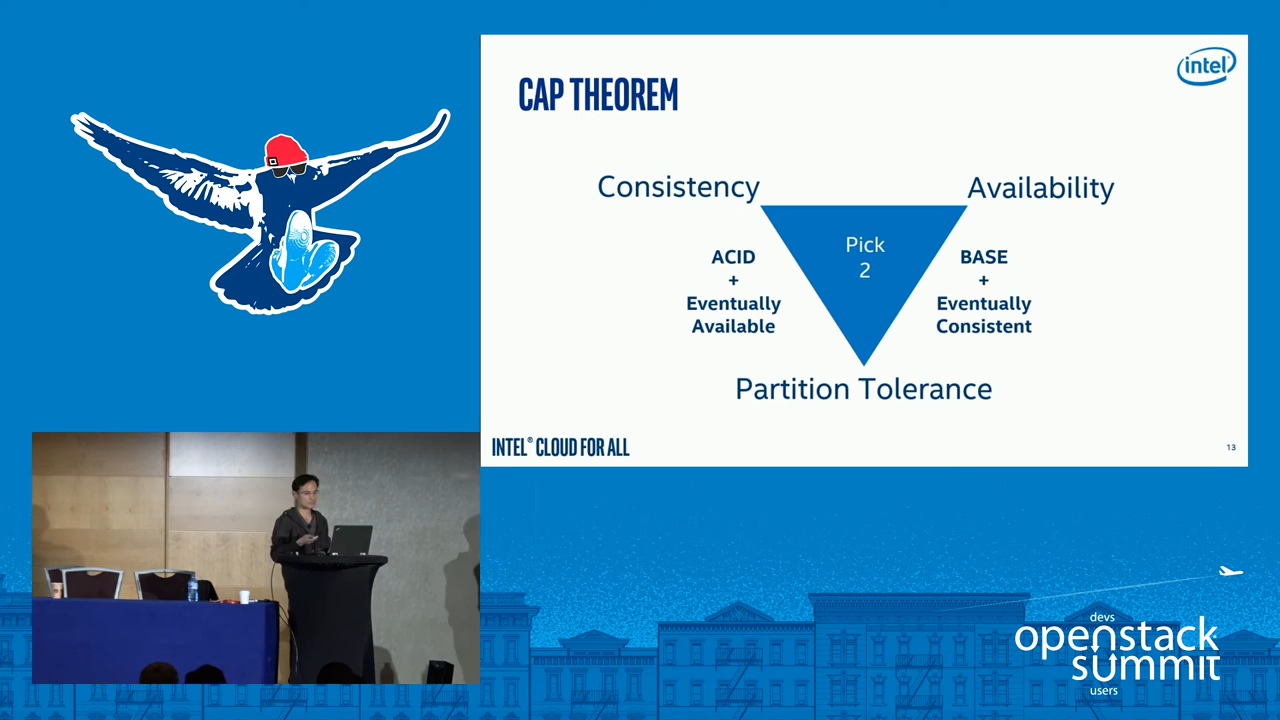 CAP THEOREM
intel
Consistency
Availability
Pick
2
ACID
+
Eventually
Available
BASE
+
Eventually
Consistent
Partition Tolerance
INTEL® CLOUD FOR ALL
13
devs
openstack
summit
users